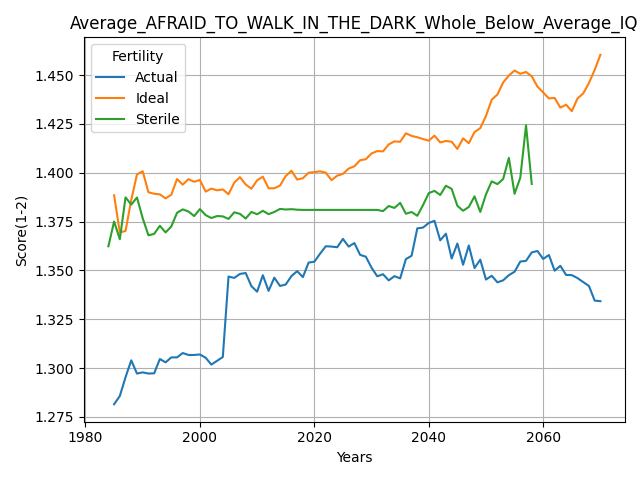 Average_AFRAID_TO_WALK_IN_THE_DARK_Whole_Below_Average_IQ
Fertility
Actual
Ideal
Sterile
1.450
1.425
1.400
1.375
1.350
1.325
1.300
1.275
Score(1-2)
1980
2000
2020
2040
2060
Years